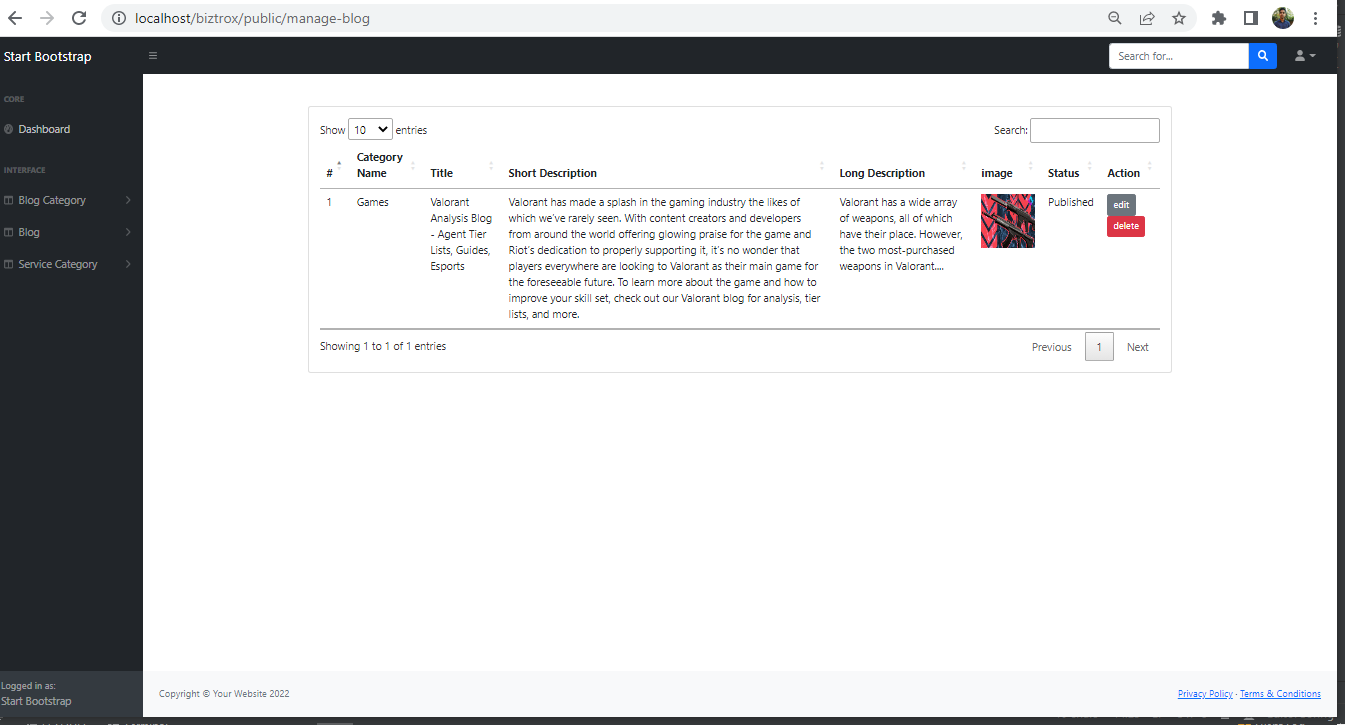 localhost/biztrox/public/manage-blog
Start Bootstrap
Search for...
CORE
Dashboard
INTERFACE
Blog Category
Blog
Service Category
Show 10 entries
Search:
# Category Name Title Short Description Long Description image Status Action
1 Games
Valorant
Analysis Blog
- Agent Tier
Lists, Guides,
Esports
Valorant has made a splash in the gaming industry the likes of
which we've rarely seen. With content creators and developers
from around the world offering glowing praise for the game and
Riot's dedication to properly supporting it, it's no wonder that
players everywhere are looking to Valorant as their main game for
the foreseeable future. To learn more about the game and how to
improve your skill set, check out our Valorant blog for analysis, tier
lists, and more.
Valorant has a wide array
of weapons, all of which
have their place. However,
the two most-purchased
weapons in Valorant....
Published
edit
delete
Showing 1 to 1 of 1 entries
Previous 1 Next
Logged in as:
Start Bootstrap
Copyright © Your Website 2022
Privacy Policy · Terms & Conditions